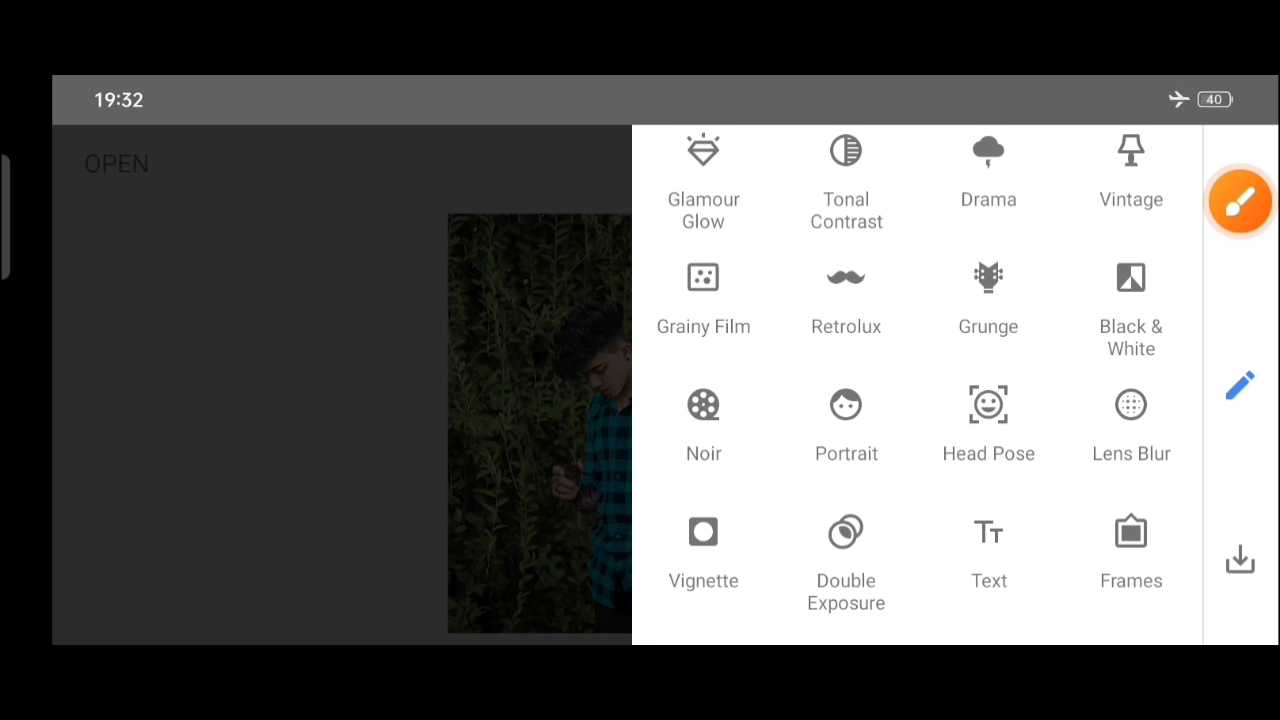 19:32
40
OPEN
Glamour
Glow
Tonal
Contrast
Drama
Vintage
Grainy Film
Retrolux
Grunge
Black &
White
Noir
Portrait
Head Pose
Lens Blur
Vignette
Double
Exposure
Text
Frames